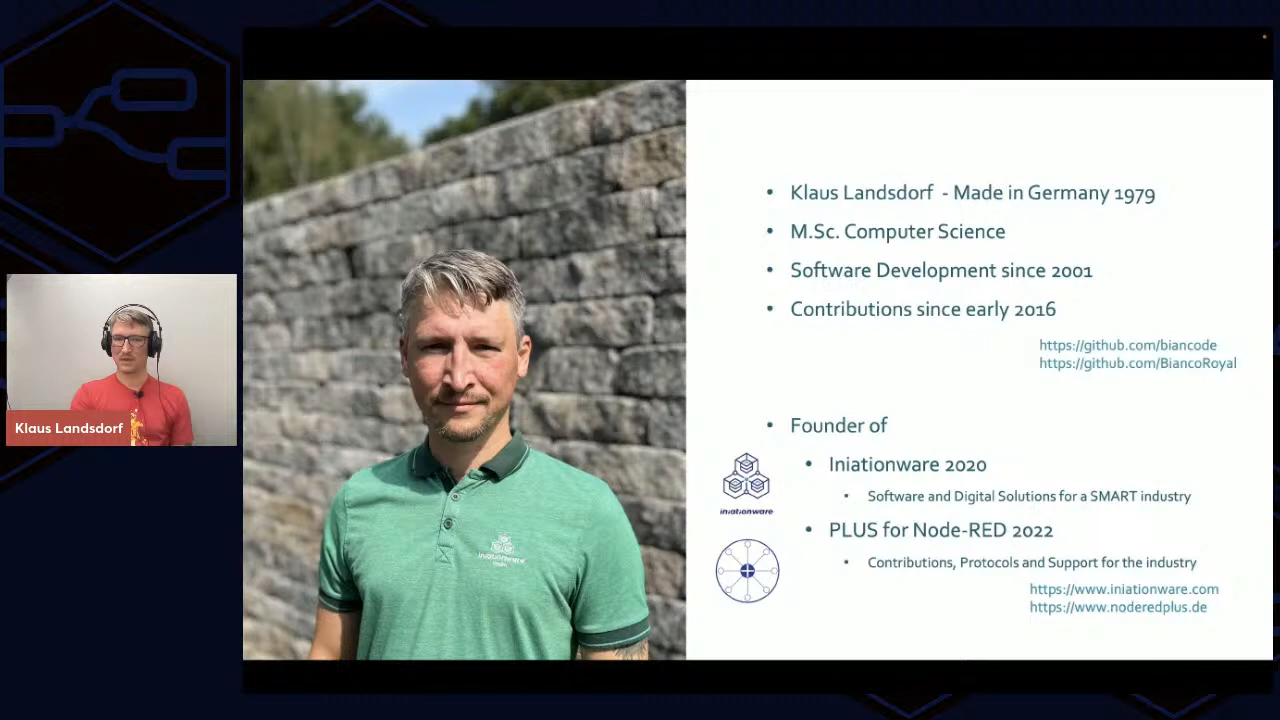 Klaus Landsdorf - Made in Germany 1979
M.Sc. Computer Science
Software Development since 2001
Contributions since early 2016
https://github.com/biancode
https://github.com/BiancoRoyal
Founder of
Iniationware 2020
Software and Digital Solutions for a SMART industry
iniationware
PLUS for Node-RED 2022
Contributions, Protocols and Support for the industry
https://www.iniationware.com
https://www.noderedplus.de
Klaus Landsdorf
iniationware